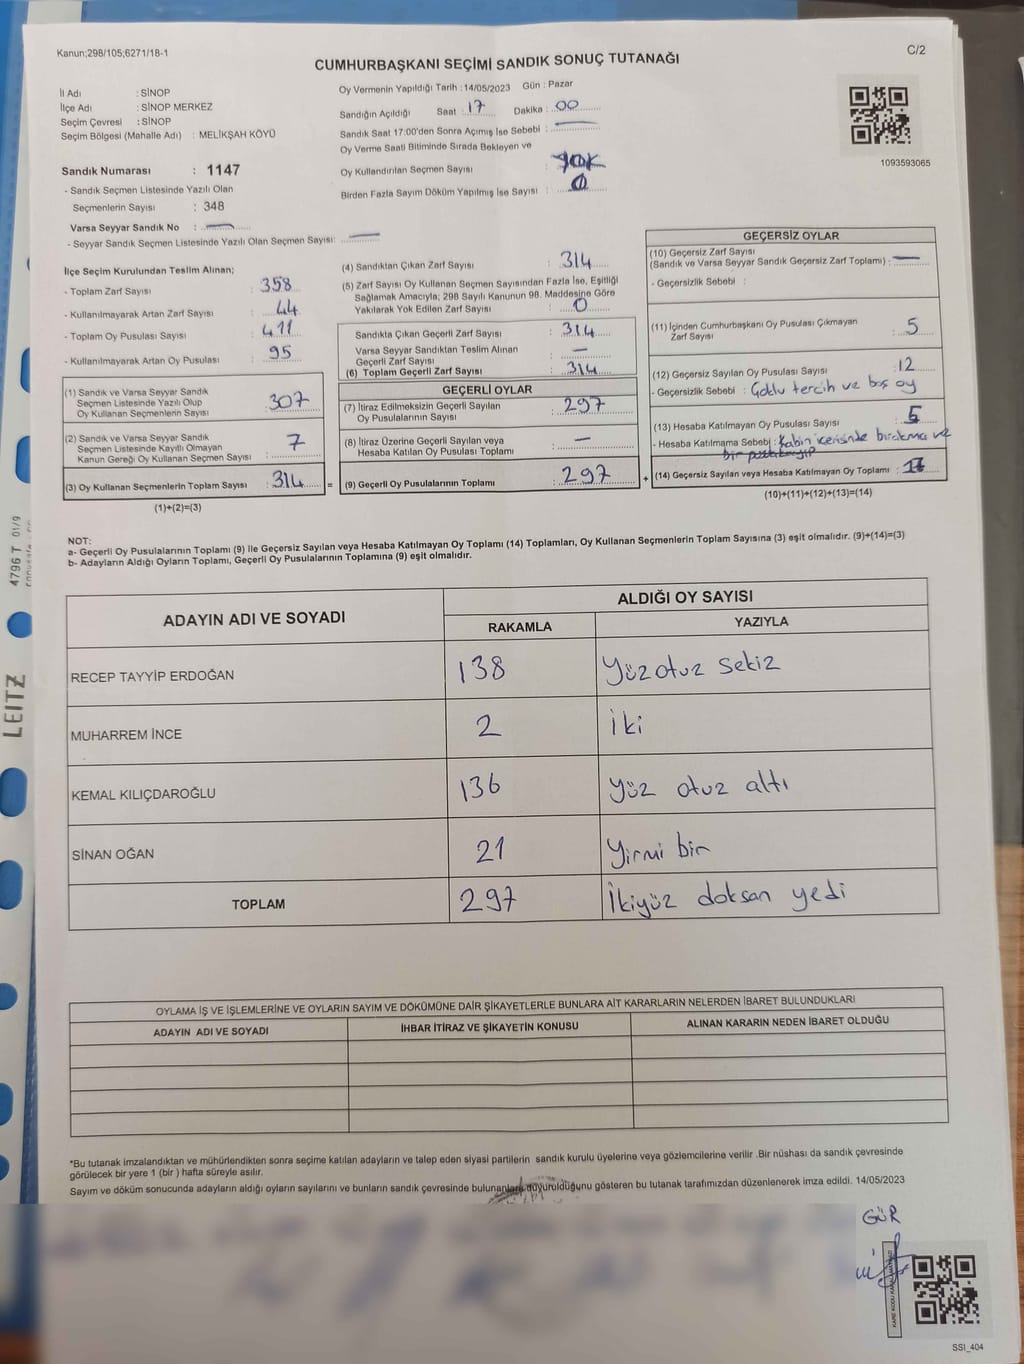 Kanun;298/105;6271/18-1
C/2
CUMHURBAŞKANI SEÇİMİ SANDIK SONUÇ TUTANAĞI
İl Adı : SİNOP
İlçe Adı : SİNOP MERKEZ
Seçim Çevresi : SİNOP
Seçim Bölgesi (Mahalle Adı) : MELİKŞAH KÖYÜ
Oy Vermenin Yapıldığı Tarih :14/05/2023 Gün : Pazar
Sandığın Açıldığı Saat : 17 Dakika : 00
Sandık Saat 17:00'den Sonra Açımış İse Sebebi : —
Oy Verme Saati Bitiminde Sırada Bekleyen ve
Oy Kullandırılan Seçmen Sayısı : YOK
Birden Fazla Sayım Döküm Yapılmış İse Sayısı : 0
1093593065
Sandık Numarası : 1147
- Sandık Seçmen Listesinde Yazılı Olan
Seçmenlerin Sayısı : 348
Varsa Seyyar Sandık No : —
- Seyyar Sandık Seçmen Listesinde Yazılı Olan Seçmen Sayısı: —
İlçe Seçim Kurulundan Teslim Alınan;
- Toplam Zarf Sayısı : 358
- Kullanılmayarak Artan Zarf Sayısı : 44
- Toplam Oy Pusulası Sayısı : 411
- Kullanılmayarak Artan Oy Pusulası : 95
(1) Sandık ve Varsa Seyyar Sandık
Seçmen Listesinde Yazılı Olup
Oy Kullanan Seçmenlerin Sayısı : 307
(2) Sandık ve Varsa Seyyar Sandık
Seçmen Listesinde Kayıtlı Olmayan
Kanun Gereği Oy Kullanan Seçmen Sayısı : 7
(3) Oy Kullanan Seçmenlerin Toplam Sayısı : 314 =
(1)+(2)=(3)
(4) Sandıktan Çıkan Zarf Sayısı : 314
(5) Zarf Sayısı Oy Kullanan Seçmen Sayısından Fazla İse, Eşitliği
Sağlamak Amacıyla; 298 Sayılı Kanunun 98. Maddesine Göre
Yakılarak Yok Edilen Zarf Sayısı : 0
Sandıkta Çıkan Geçerli Zarf Sayısı : 314
Varsa Seyyar Sandıktan Teslim Alınan
Geçerli Zarf Sayısı : —
(6) Toplam Geçerli Zarf Sayısı : 314
GEÇERLİ OYLAR
(7) İtiraz Edilmeksizin Geçerli Sayılan
Oy Pusulalarının Sayısı : 297
(8) İtiraz Üzerine Geçerli Sayılan veya
Hesaba Katılan Oy Pusulası Toplamı : —
(9) Geçerli Oy Pusulalarının Toplamı : 297 +
GEÇERSİZ OYLAR
(10) Geçersiz Zarf Sayısı
(Sandık ve Varsa Seyyar Sandık Geçersiz Zarf Toplamı) : —
- Geçersizlik Sebebi :
(11) İçinden Cumhurbaşkanı Oy Pusulası Çıkmayan
Zarf Sayısı : 5
(12) Geçersiz Sayılan Oy Pusulası Sayısı : 12
- Geçersizlik Sebebi : Çoklu tercih ve boş oy
(13) Hesaba Katılmayan Oy Pusulası Sayısı : 5
- Hesaba Katılmama Sebebi : Kabin içerisinde bırakma ve
bir
(14) Geçersiz Sayılan veya Hesaba Katılmayan Oy Toplamı : 17
(10)+(11)+(12)+(13)=(14)
NOT:
a- Geçerli Oy Pusulalarının Toplamı (9) ile Geçersiz Sayılan veya Hesaba Katılmayan Oy Toplamı (14) Toplamları, Oy Kullanan Seçmenlerin Toplam Sayısına (3) eşit olmalıdır. (9)+(14)=(3)
b- Adayların Aldığı Oyların Toplamı, Geçerli Oy Pusulalarının Toplamına (9) eşit olmalıdır.
ADAYIN ADI VE SOYADI
ALDIĞI OY SAYISI
RAKAMLA YAZIYLA
RECEP TAYYİP ERDOĞAN 138 Yüz otuz sekiz
MUHARREM İNCE 2 İki
KEMAL KILIÇDAROĞLU 136 Yüz otuz altı
SİNAN OĞAN 21 Yirmi bir
TOPLAM 297 İkiyüz doksan yedi
OYLAMA İŞ VE İŞLEMLERİNE VE OYLARIN SAYIM VE DÖKÜMÜNE DAİR ŞİKAYETLERLE BUNLARA AİT KARARLARIN NELERDEN İBARET BULUNDUKLARI
ADAYIN ADI VE SOYADI İHBAR İTİRAZ VE ŞİKAYETİN KONUSU ALINAN KARARIN NEDEN İBARET OLDUĞU
*Bu tutanak imzalandıktan ve mühürlendikten sonra seçime katılan adayların ve talep eden siyasi partilerin sandık kurulu üyelerine veya gözlemcilerine verilir .Bir nüshası da sandık çevresinde
görülecek bir yere 1 (bir ) hafta süreyle asılır.
Sayım ve döküm sonucunda adayların aldığı oyların sayılarını ve bunların sandık çevresinde bulunanlara duyurulduğunu gösteren bu tutanak tarafımızdan düzenlenerek imza edildi. 14/05/2023
GÜR
SSI_404
LEITZ
4796 T 01/9